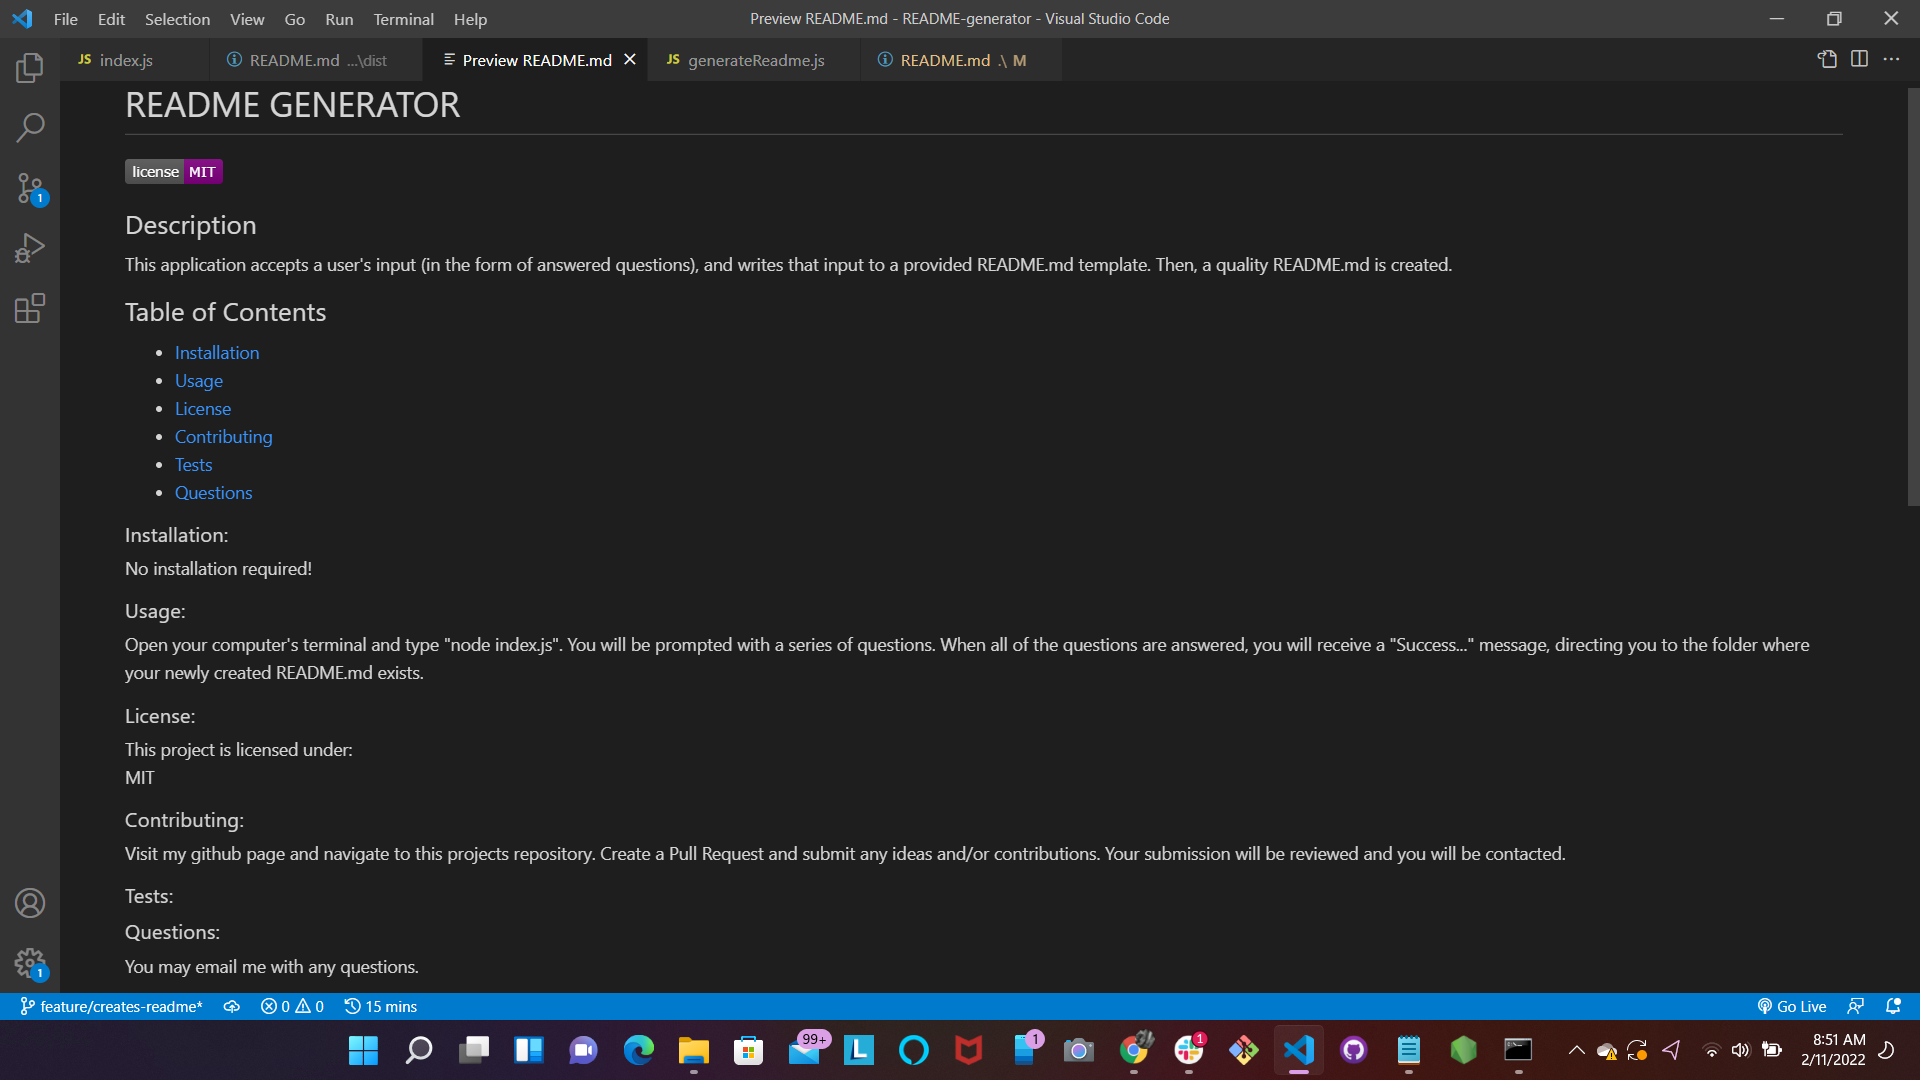 File Edit Selection View Go Run Terminal Help
Preview README.md - README-generator - Visual Studio Code
JS index.js
README.md ...\dist
Preview README.md
JS generateReadme.js
README.md .\ M
README GENERATOR
license MIT
Description
This application accepts a user's input (in the form of answered questions), and writes that input to a provided README.md template. Then, a quality README.md is created.
Table of Contents
• Installation
• Usage
• License
• Contributing
• Tests
• Questions
Installation:
No installation required!
Usage:
Open your computer's terminal and type "node index.js". You will be prompted with a series of questions. When all of the questions are answered, you will receive a "Success..." message, directing you to the folder where
your newly created README.md exists.
License:
This project is licensed under:
MIT
Contributing:
Visit my github page and navigate to this projects repository. Create a Pull Request and submit any ideas and/or contributions. Your submission will be reviewed and you will be contacted.
Tests:
Questions:
You may email me with any questions.
1
1
feature/creates-readme* 0 0 15 mins Go Live
99+ L 1 1
8:51 AM
2/11/2022